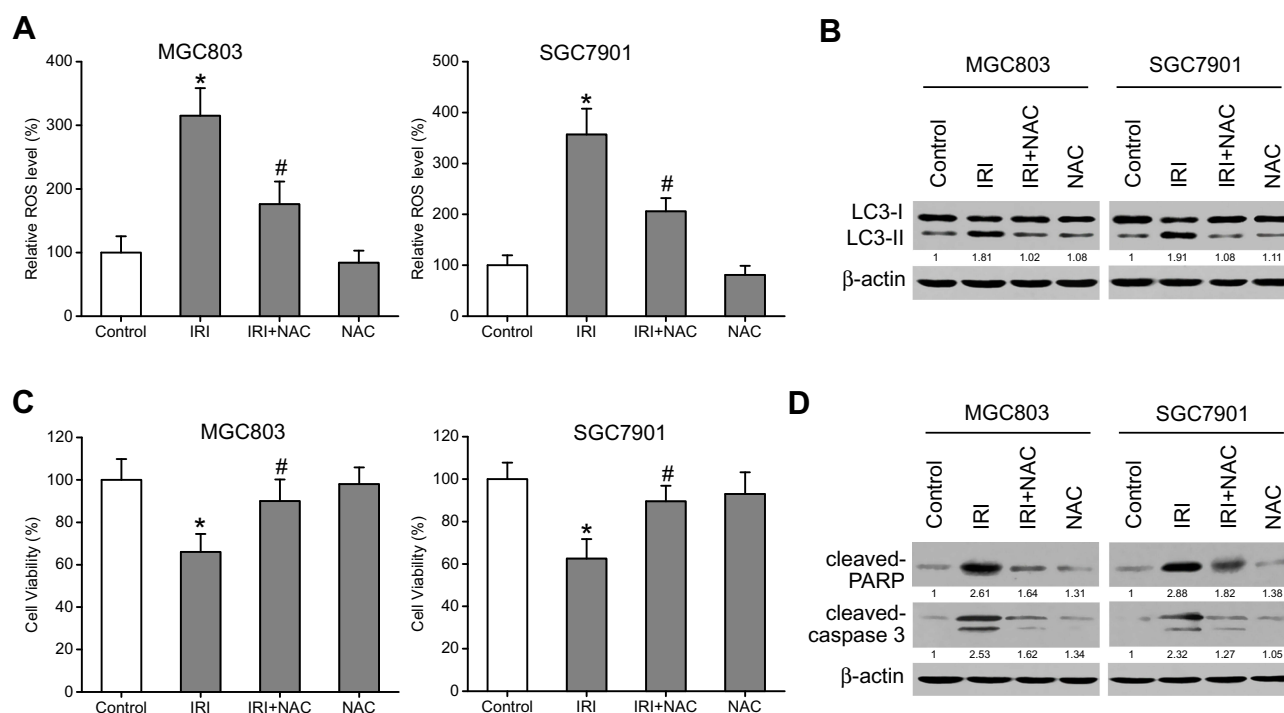 A
MGC803
Relative ROS level (%)
400
300
200
100
0
*
#
Control IRI IRI+NAC NAC
SGC7901
Relative ROS level (%)
500
400
300
200
100
0
*
#
Control IRI IRI+NAC NAC
B
MGC803 SGC7901
Control IRI IRI+NAC NAC Control IRI IRI+NAC NAC
LC3-I
LC3-II
1 1.81 1.02 1.08 1 1.91 1.08 1.11
β-actin
C
MGC803
Cell Viability (%)
120
100
80
60
40
20
0
*
#
Control IRI IRI+NAC NAC
SGC7901
Cell Viability (%)
120
100
80
60
40
20
0
*
#
Control IRI IRI+NAC NAC
D
MGC803 SGC7901
Control IRI IRI+NAC NAC Control IRI IRI+NAC NAC
cleaved-
PARP
1 2.61 1.64 1.31 1 2.88 1.82 1.38
cleaved-
caspase 3
1 2.53 1.62 1.34 1 2.32 1.27 1.05
β-actin